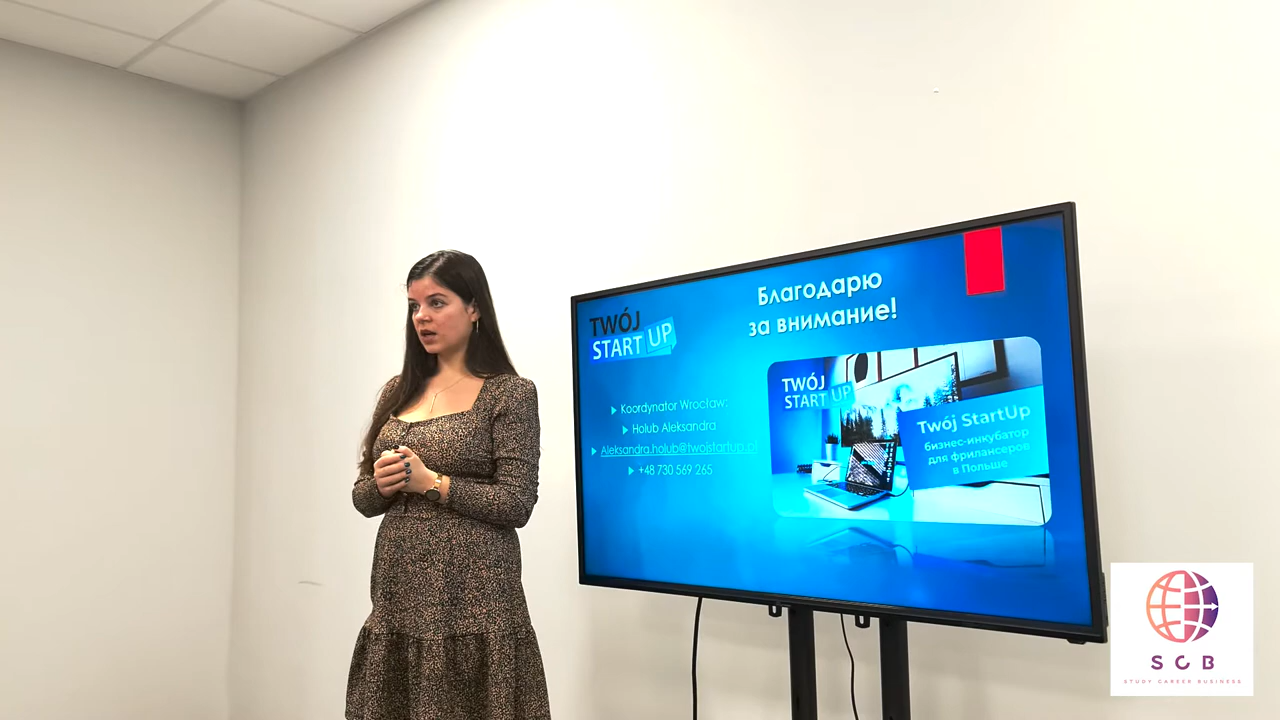 TWÓJ
START UP
Благодарю
за внимание!
Koordynator Wrocław:
Holub Aleksandra
Aleksandra.holub@twojstartup.pl
+48 730 569 265
TWÓJ
START UP
Twój StartUp
бизнес-инкубатор
для фрилансеров
в Польше
SCB
STUDY CAREER BUSINESS